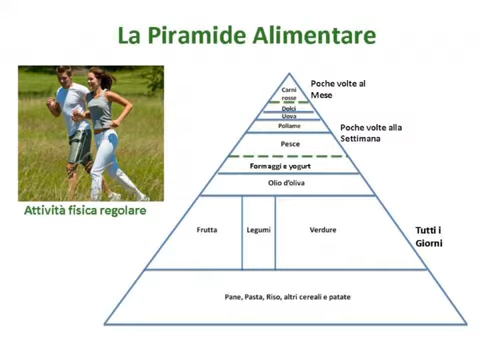 La Piramide Alimentare
Carni
rosse
Poche volte al
Mese
Dolci
Uova
Pollame
Poche volte alla
Settimana
Pesce
Formaggi e yogurt
Olio d'oliva
Attività fisica regolare
Frutta
Legumi
Verdure
Tutti i
Giorni
Pane, Pasta, Riso, altri cereali e patate